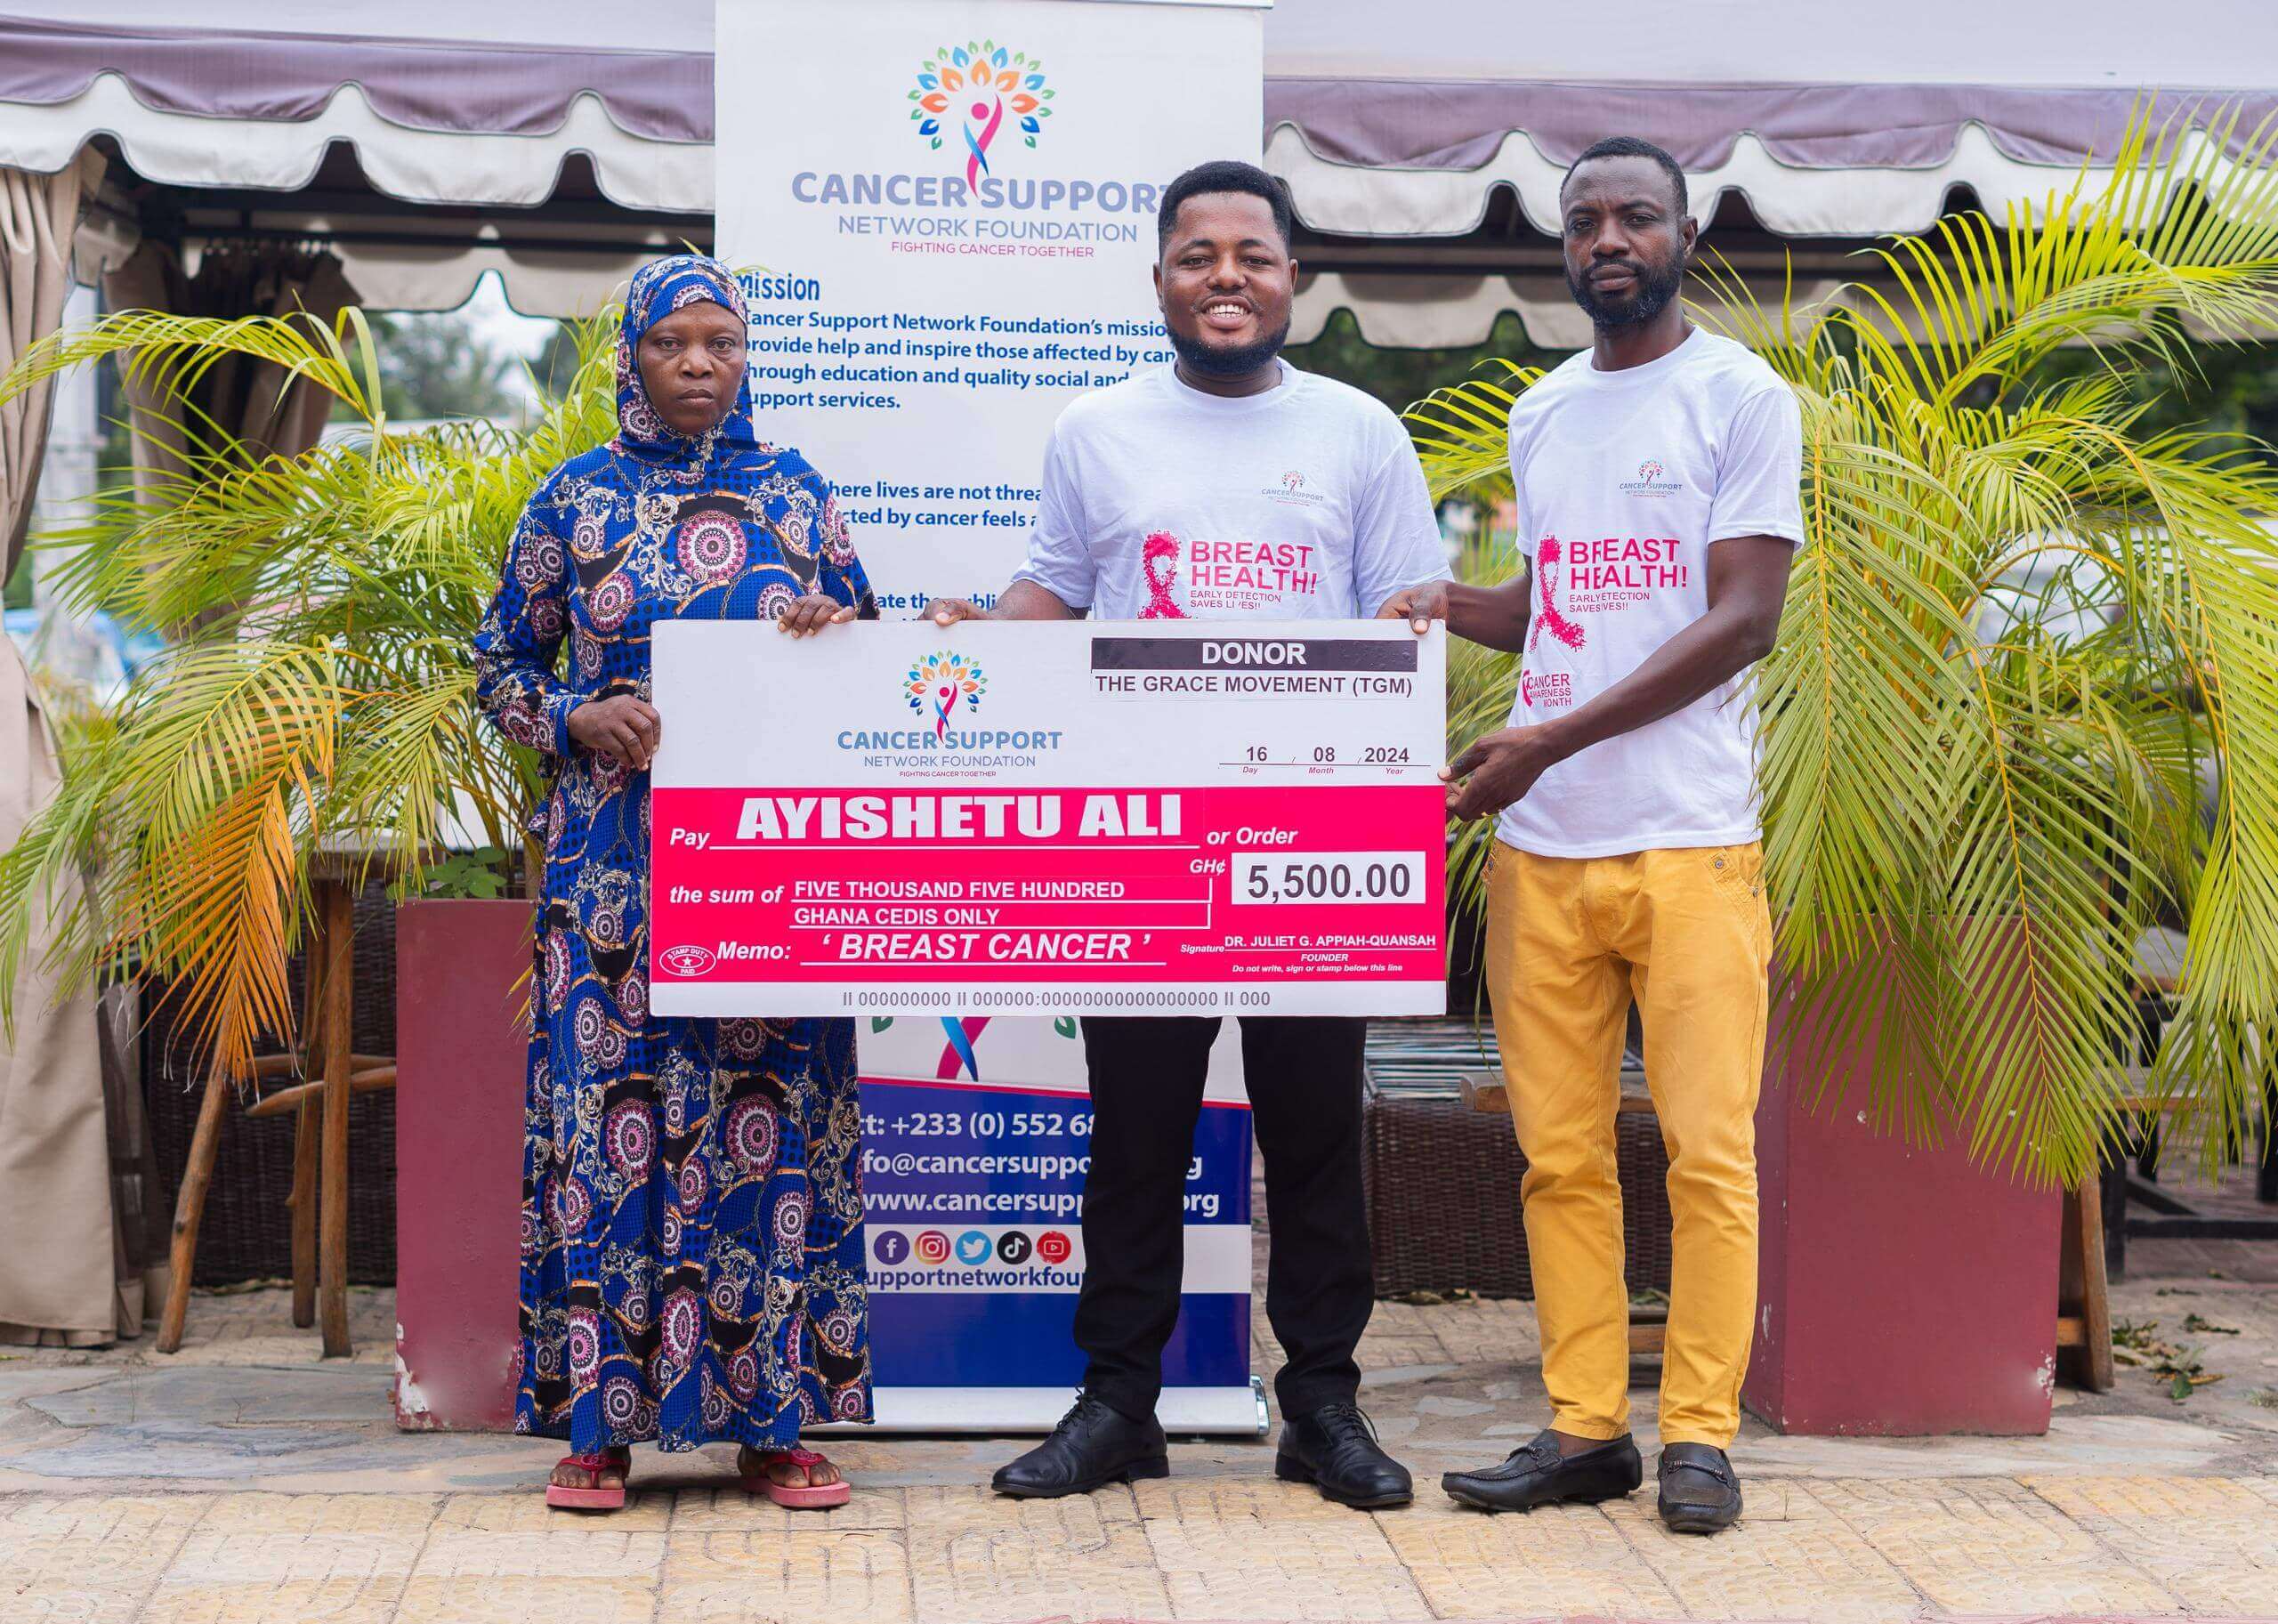 CANCER SUPPOR
NETWORK FOUNDATION
FIGHTING CANCER TOGETHER
Mission
Cancer Support Network Foundation's missio
provide help and inspire those affected by can
through education and quality social and
support services.
here lives are not threa
cted by cancer feels a
ate the publi
CANCER SUPPORT
NETWORK FOUNDATION
BREAST
HEALTH!
EARLY DETECTION
SAVES LIVES!!
CANCER SUPPORT
NETWORK FOUNDATION
BREAST
HEALTH!
EARLY DETECTION
SAVES LIVES!!
CANCER
AWARENESS
MONTH
DONOR
THE GRACE MOVEMENT (TGM)
CANCER SUPPORT
NETWORK FOUNDATION
FIGHTING CANCER TOGETHER
16 / 08 / 2024
Day Month Year
Pay AYISHETU ALI or Order
GH¢ 5,500.00
the sum of FIVE THOUSAND FIVE HUNDRED
GHANA CEDIS ONLY
STAMP DUTY
PAID
Memo: ‘ BREAST CANCER ’
Signature DR. JULIET G. APPIAH-QUANSAH
FOUNDER
Do not write, sign or stamp below this line
II 000000000 II 000000:00000000000000000 II 000
ct: +233 (0) 552 68
fo@cancersuppo g
www.cancersupp org
upportnetworkfou